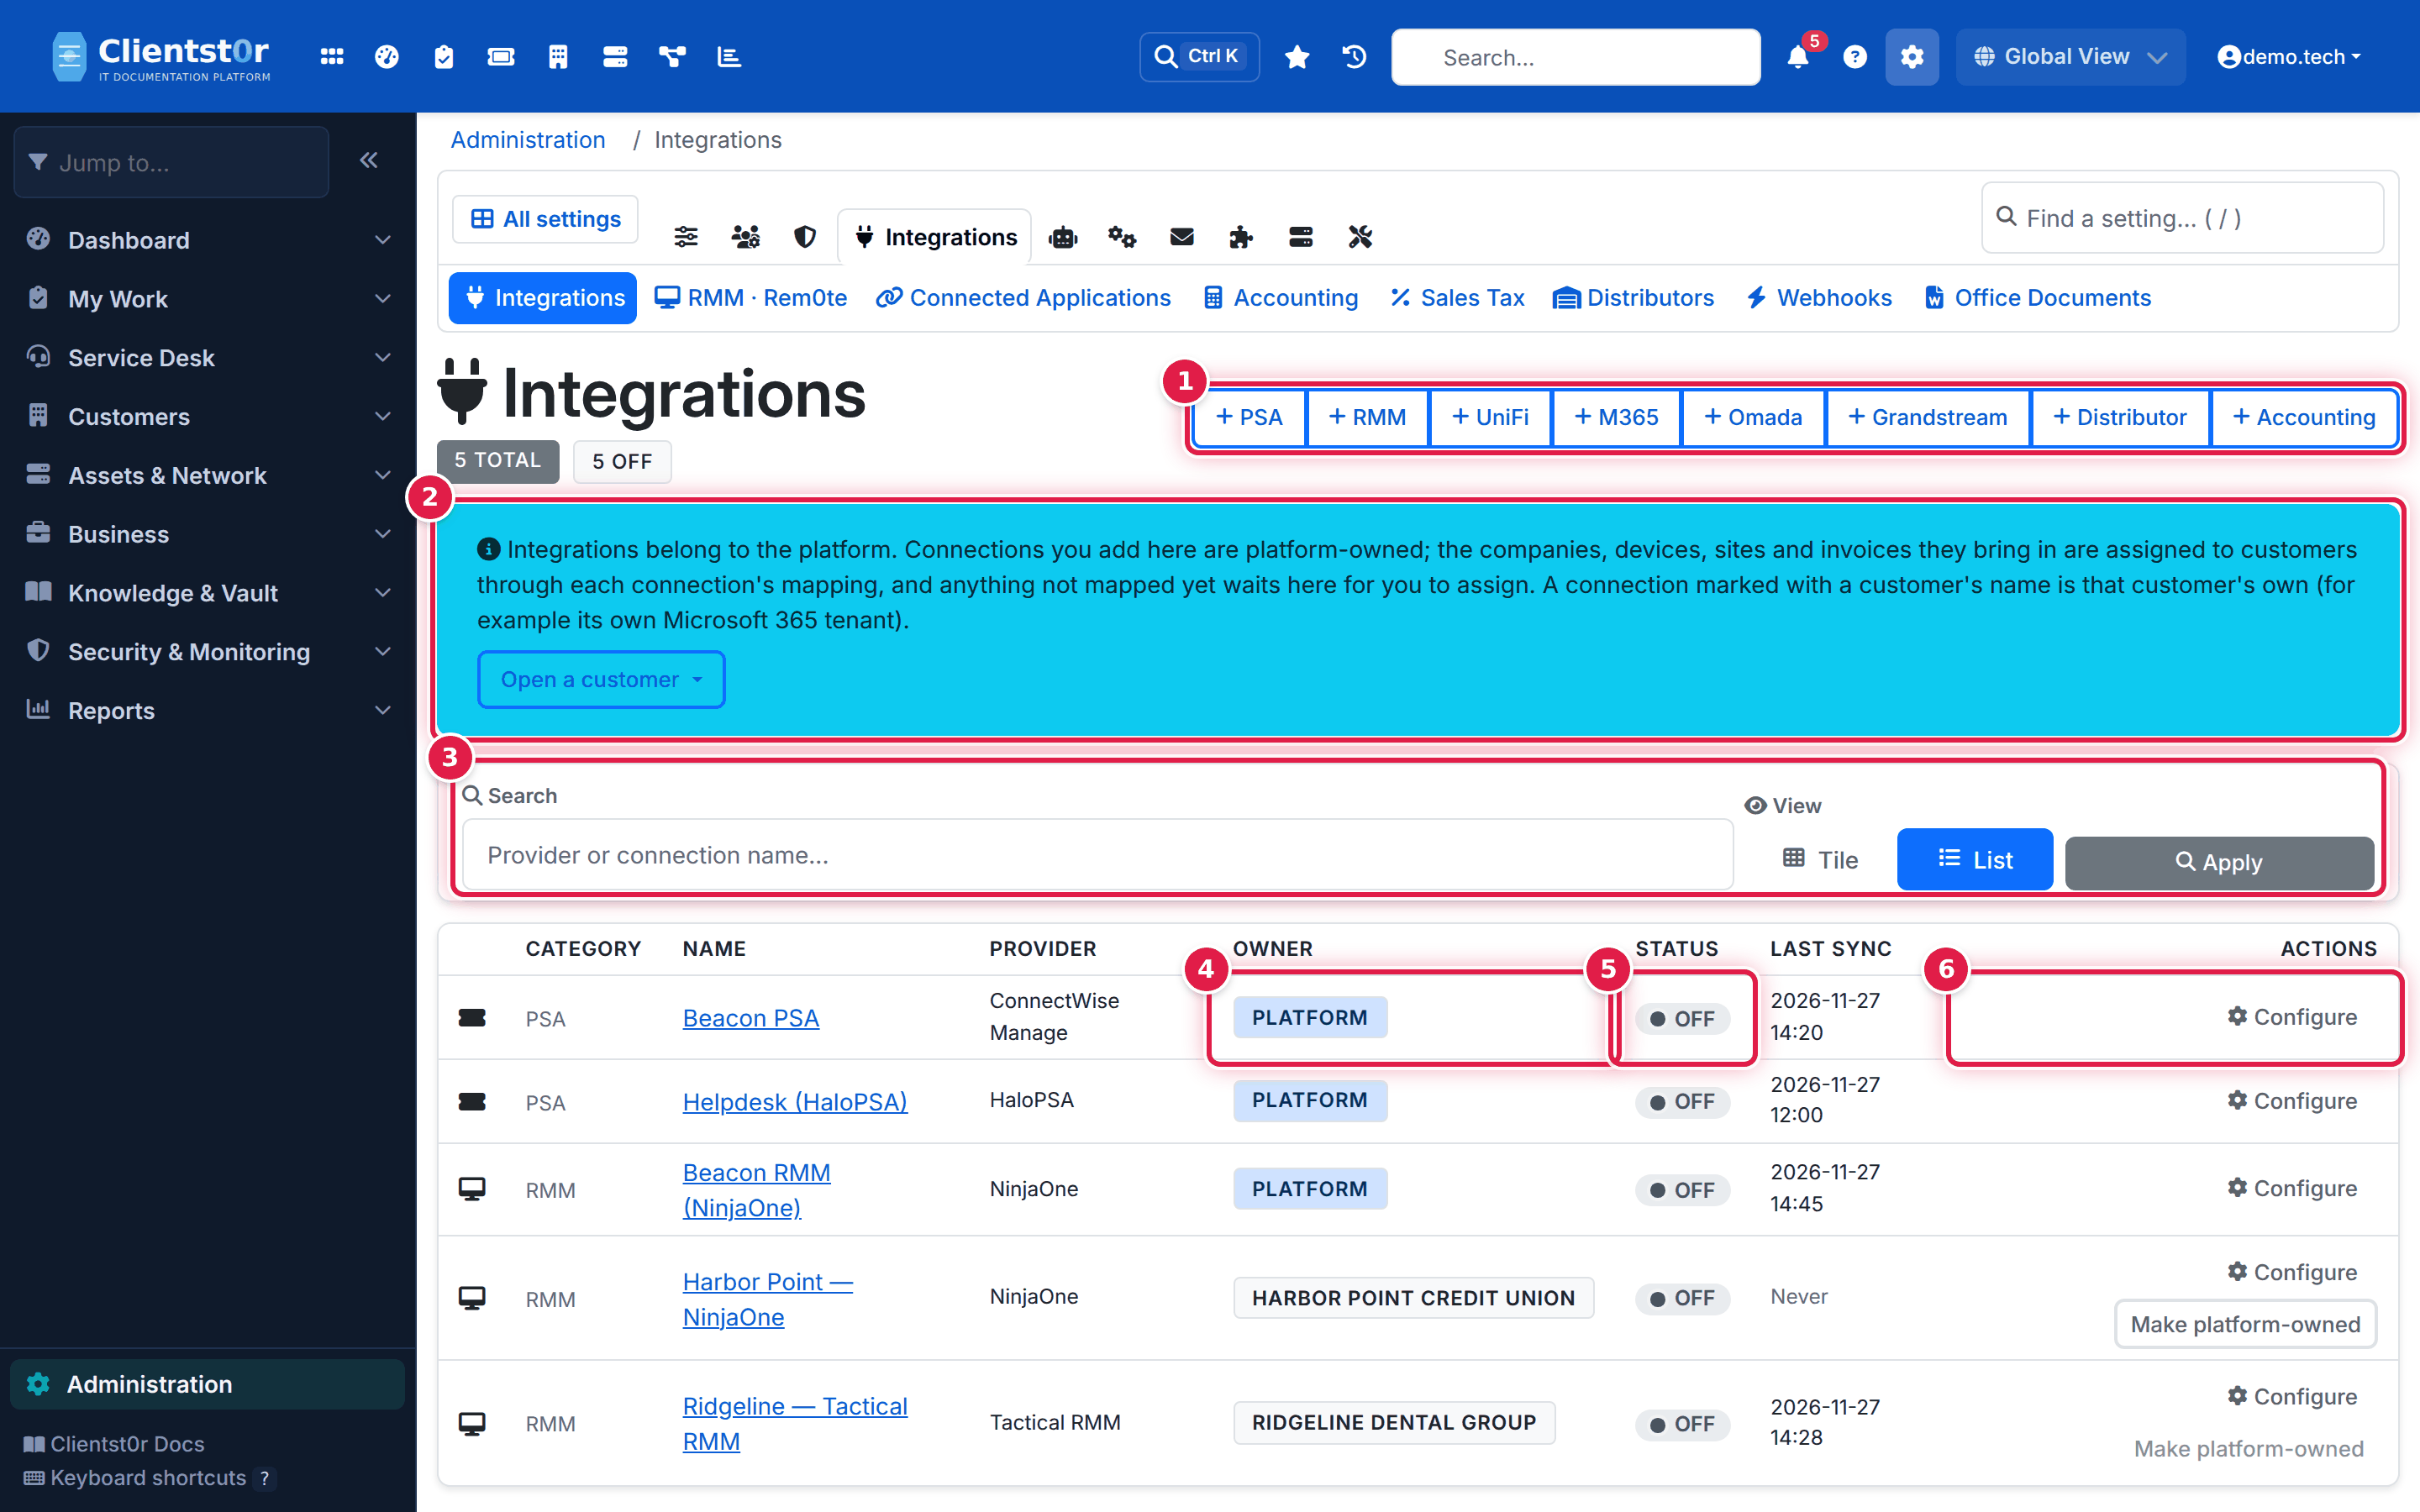 Clientst0r
IT DOCUMENTATION PLATFORM
Ctrl K
Search...
5
Global View
demo.tech
Jump to...
Dashboard
My Work
Service Desk
Customers
Assets & Network
Business
Knowledge & Vault
Security & Monitoring
Reports
Administration
Clientst0r Docs
Keyboard shortcuts ?
Administration / Integrations
All settings
Integrations
Find a setting... ( / )
Integrations
RMM · Rem0te
Connected Applications
Accounting
Sales Tax
Distributors
Webhooks
Office Documents
Integrations
5 TOTAL
5 OFF
1
+ PSA
+ RMM
+ UniFi
+ M365
+ Omada
+ Grandstream
+ Distributor
+ Accounting
2
Integrations belong to the platform. Connections you add here are platform-owned; the companies, devices, sites and invoices they bring in are assigned to customers
through each connection's mapping, and anything not mapped yet waits here for you to assign. A connection marked with a customer's name is that customer's own (for
example its own Microsoft 365 tenant).
Open a customer
3
Search
Provider or connection name...
View
Tile
List
Apply
CATEGORY NAME PROVIDER OWNER STATUS LAST SYNC ACTIONS
4
5
6
PSA
Beacon PSA
ConnectWise
Manage
PLATFORM
OFF
2026-11-27
14:20
Configure
PSA
Helpdesk (HaloPSA)
HaloPSA
PLATFORM
OFF
2026-11-27
12:00
Configure
RMM
Beacon RMM
(NinjaOne)
NinjaOne
PLATFORM
OFF
2026-11-27
14:45
Configure
RMM
Harbor Point —
NinjaOne
NinjaOne
HARBOR POINT CREDIT UNION
OFF
Never
Configure
Make platform-owned
RMM
Ridgeline — Tactical
RMM
Tactical RMM
RIDGELINE DENTAL GROUP
OFF
2026-11-27
14:28
Configure
Make platform-owned